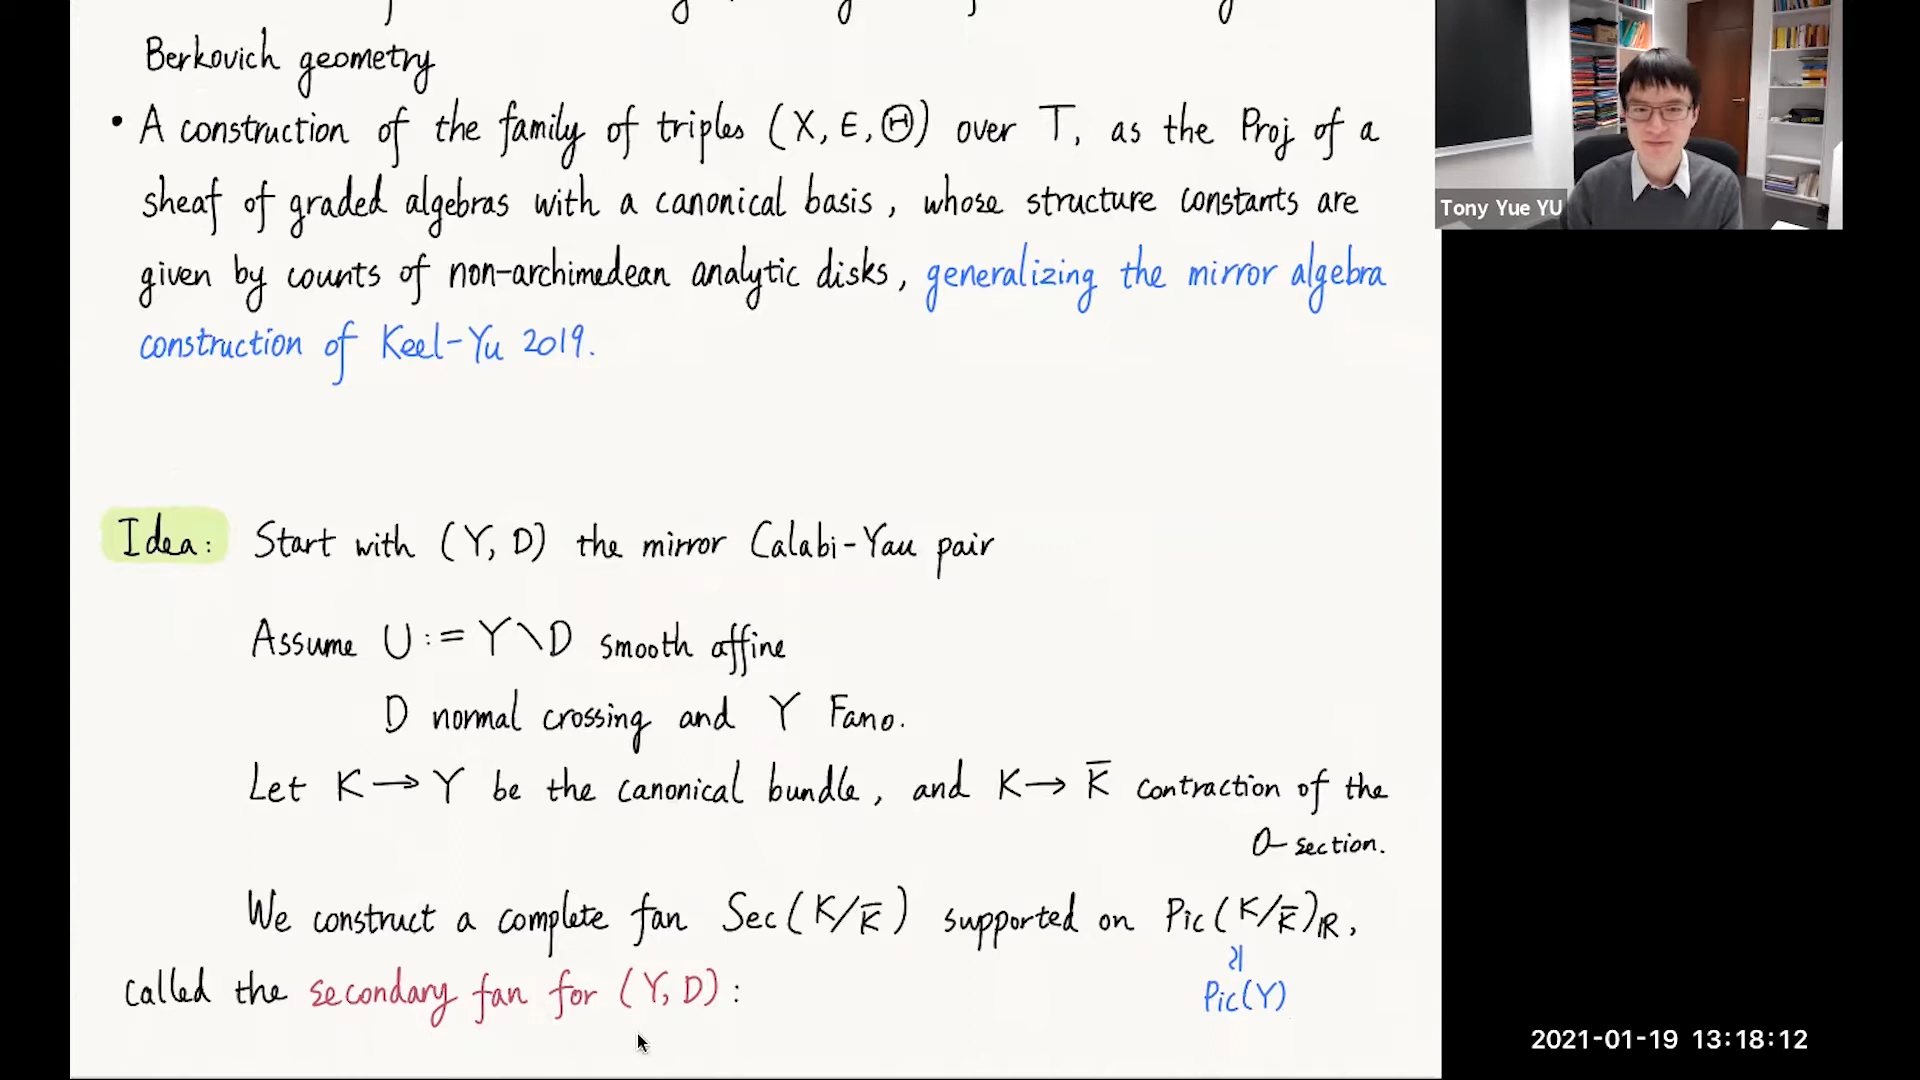 Berkovich geometry
• A construction of the family of triples (X, E, Θ) over T, as the Proj of a
sheaf of graded algebras with a canonical basis, whose structure constants are
given by counts of non-archimedean analytic disks, generalizing the mirror algebra
construction of Keel-Yu 2019.
Idea: Start with (Y, D) the mirror Calabi-Yau pair
Assume U := Y \ D smooth affine
D normal crossing and Y Fano.
Let K → Y be the canonical bundle, and K → K̄ contraction of the
0-section.
We construct a complete fan Sec(K/K̄) supported on Pic(K/K̄)ℝ,
≅
called the secondary fan for (Y, D):
Pic(Y)
Tony Yue YU
2021-01-19 13:18:12